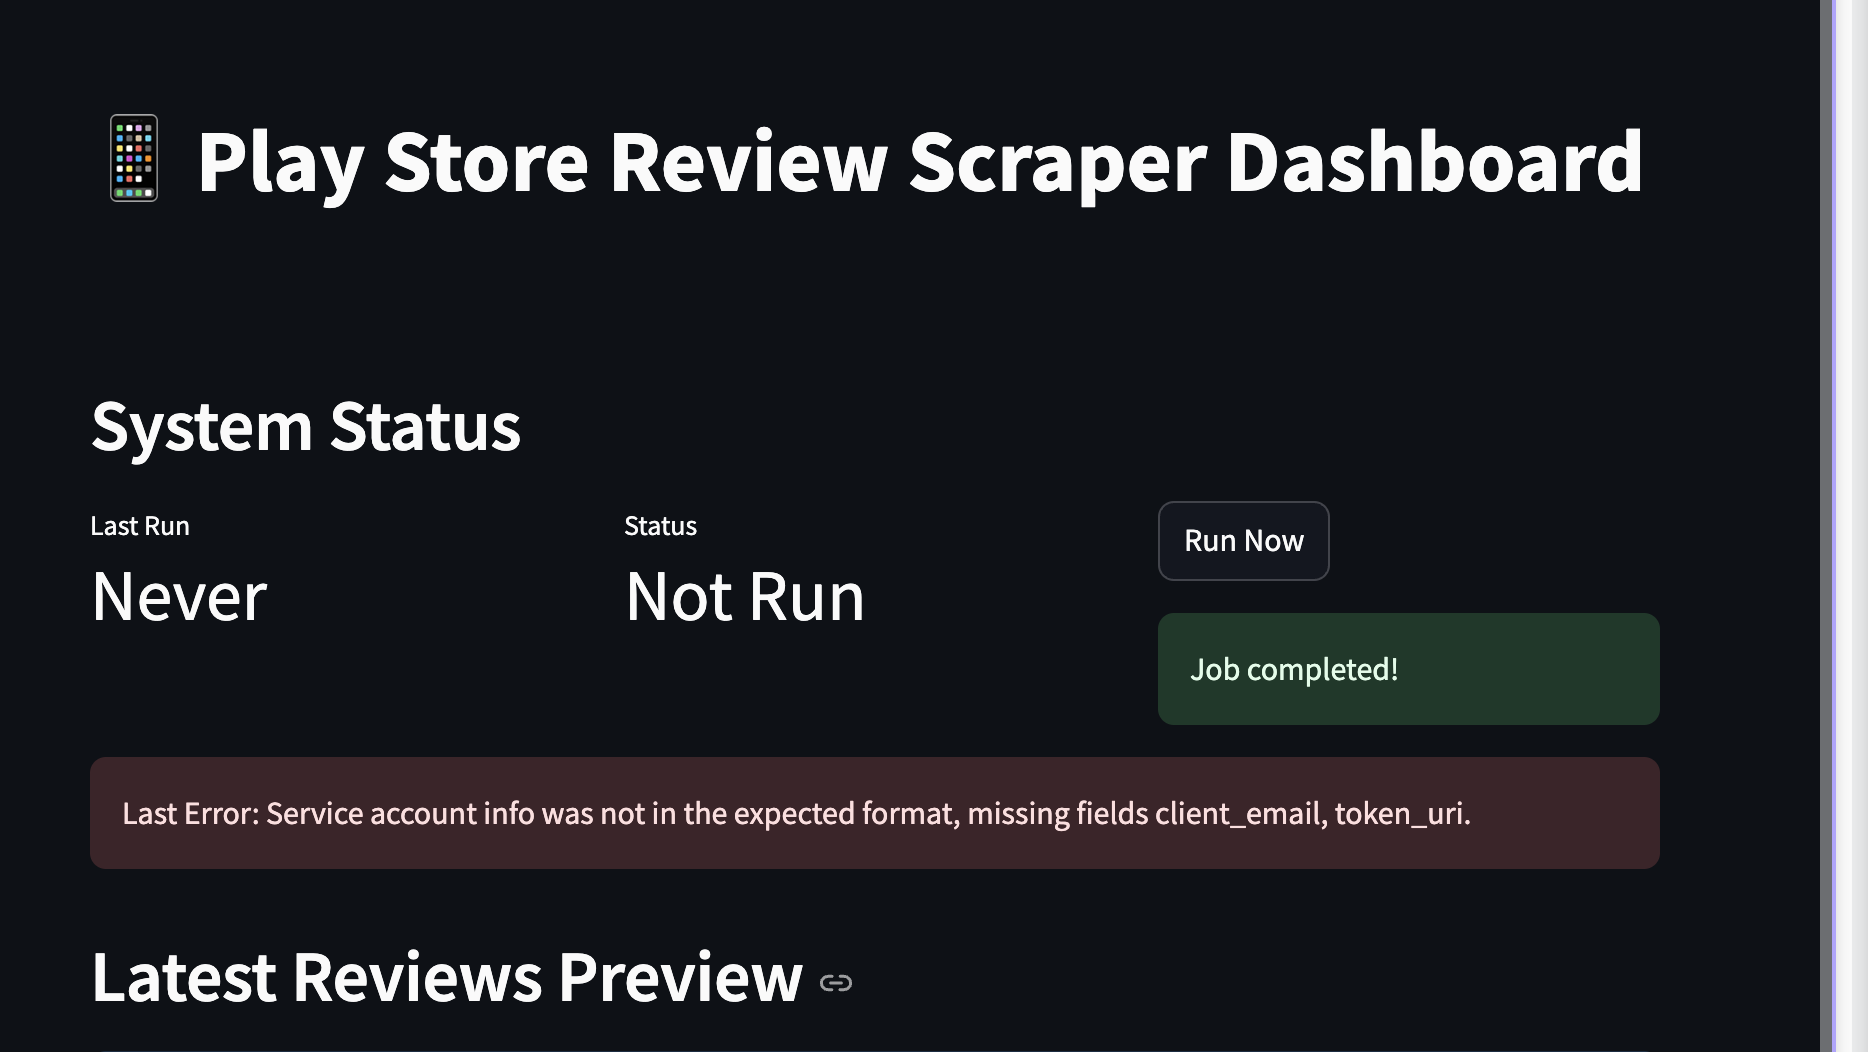 Play Store Review Scraper Dashboard
System Status
Last Run
Never
Status
Not Run
Run Now
Job completed!
Last Error: Service account info was not in the expected format, missing fields client_email, token_uri.
Latest Reviews Preview